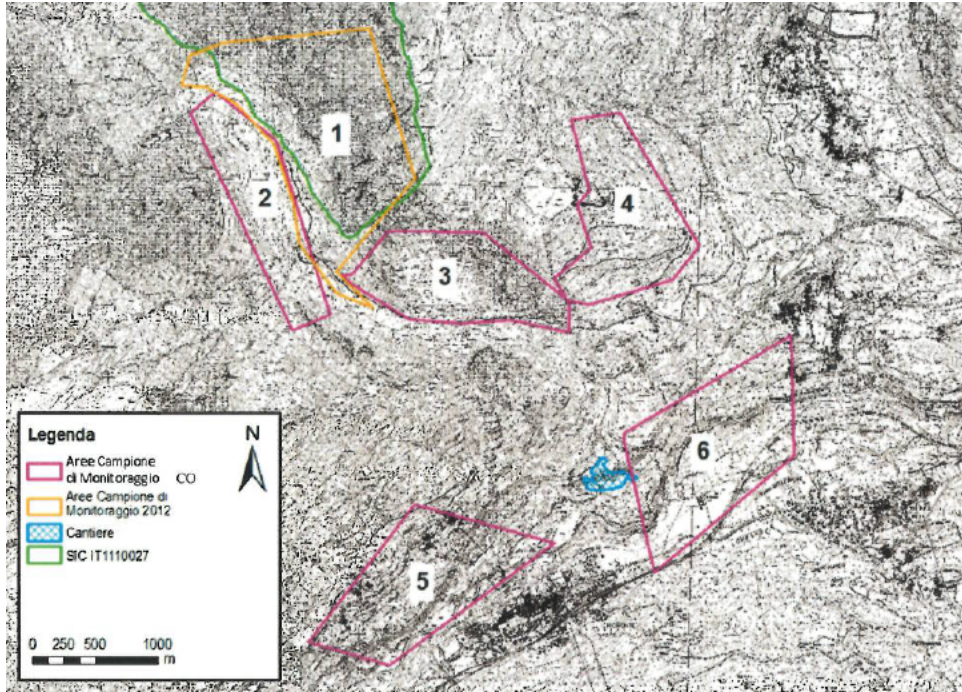 1
2
4
3
6
5
Legenda
N
Aree Campione
di Monitoraggio CO
Aree Campione di
Monitoraggio 2012
Cantiere
SIC IT1110027
0 250 500 1000
m